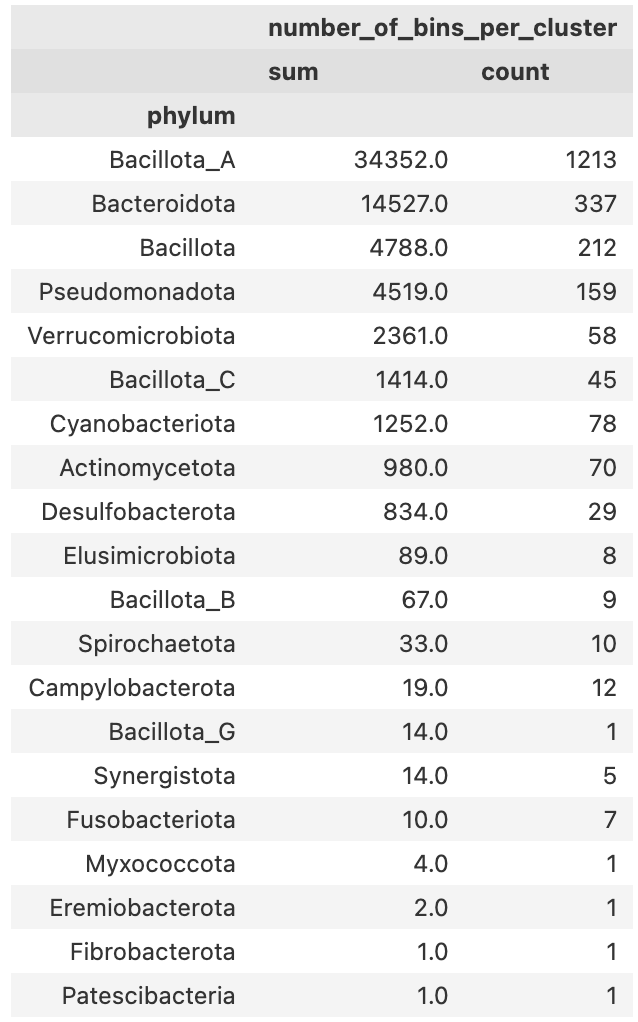 number_of_bins_per_cluster
sum count
phylum
Bacillota_A 34352.0 1213
Bacteroidota 14527.0 337
Bacillota 4788.0 212
Pseudomonadota 4519.0 159
Verrucomicrobiota 2361.0 58
Bacillota_C 1414.0 45
Cyanobacteriota 1252.0 78
Actinomycetota 980.0 70
Desulfobacterota 834.0 29
Elusimicrobiota 89.0 8
Bacillota_B 67.0 9
Spirochaetota 33.0 10
Campylobacterota 19.0 12
Bacillota_G 14.0 1
Synergistota 14.0 5
Fusobacteriota 10.0 7
Myxococcota 4.0 1
Eremiobacterota 2.0 1
Fibrobacterota 1.0 1
Patescibacteria 1.0 1